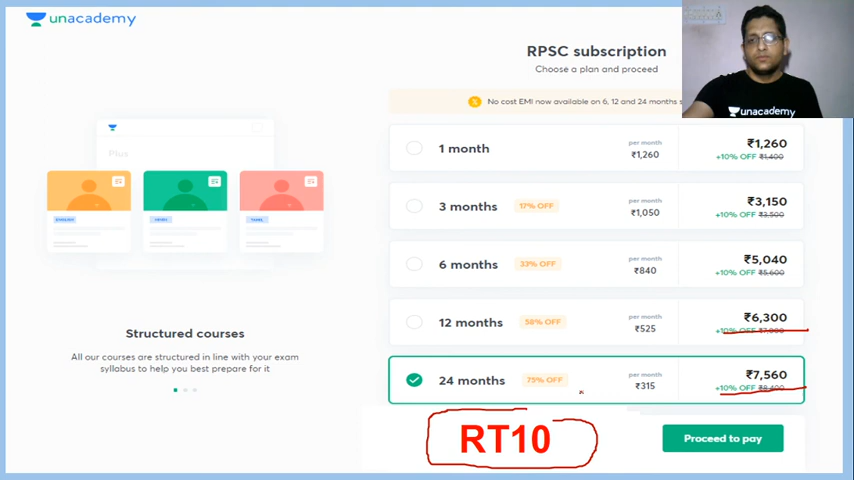 unacademy
RPSC subscription
Choose a plan and proceed
No cost EMI now available on 6, 12 and 24 months
unacademy
Plus
1 month
per month
₹1,260
₹1,260
+10% OFF ₹1,400
3 months
17% OFF
per month
₹1,050
₹3,150
+10% OFF ₹3,500
6 months
33% OFF
per month
₹840
₹5,040
+10% OFF ₹5,600
12 months
58% OFF
per month
₹525
₹6,300
+10% OFF
24 months
75% OFF
per month
₹315
₹7,560
+10% OFF ₹8,400
Structured courses
All our courses are structured in line with your exam
syllabus to help you best prepare for it
RT10
Proceed to pay